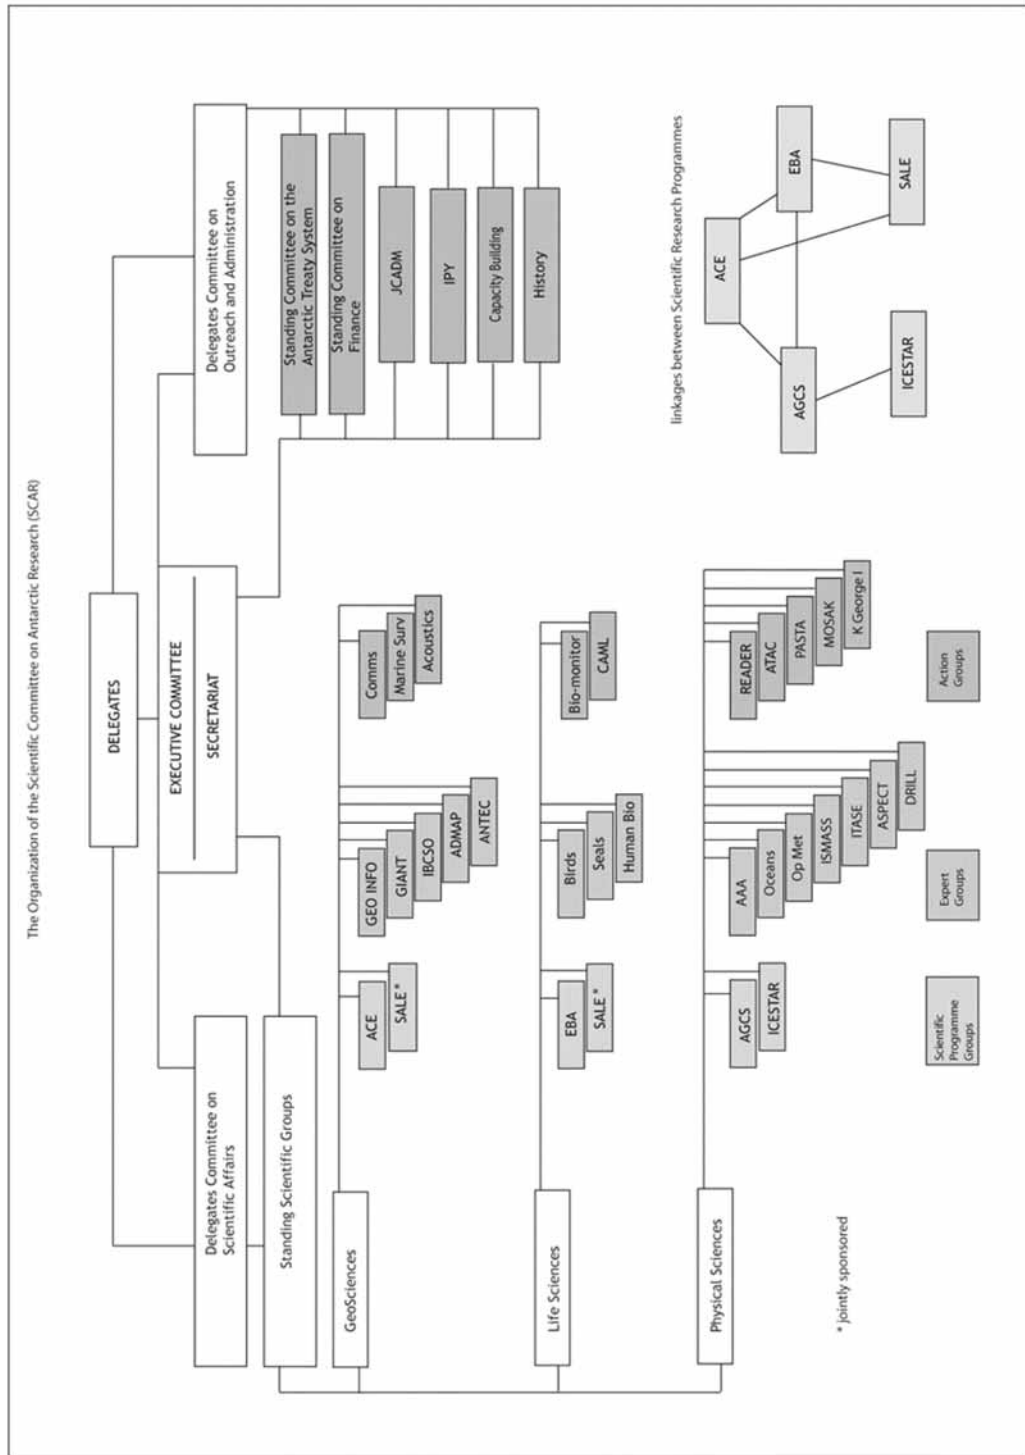 The Organization of the Scientific Committee on Antarctic Research (SCAR)
DELEGATES
EXECUTIVE COMMITTEE
SECRETARIAT
Delegates Committee on
Scientific Affairs
Standing Scientific Groups
Delegates Committee on
Outreach and Administration
Standing Committee on the
Antarctic Treaty System
Standing Committee on
Finance
JCADM
IPY
Capacity Building
History
GeoSciences
ACE
SALE *
GEO INFO
GIANT
IBCSO
ADMAP
ANTEC
Comms
Marine Surv
Acoustics
Life Sciences
EBA
SALE *
Birds
Seals
Human Bio
Bio-monitor
CAML
Physical Sciences
AGCS
ICESTAR
AAA
Oceans
Op Met
ISMASS
ITASE
ASPECT
DRILL
READER
ATAC
PASTA
MOSAK
K George I
linkages between Scientific Research Programmes
ACE
AGCS
EBA
ICESTAR
SALE
* jointly sponsored
Scientific
Programme
Groups
Expert
Groups
Action
Groups